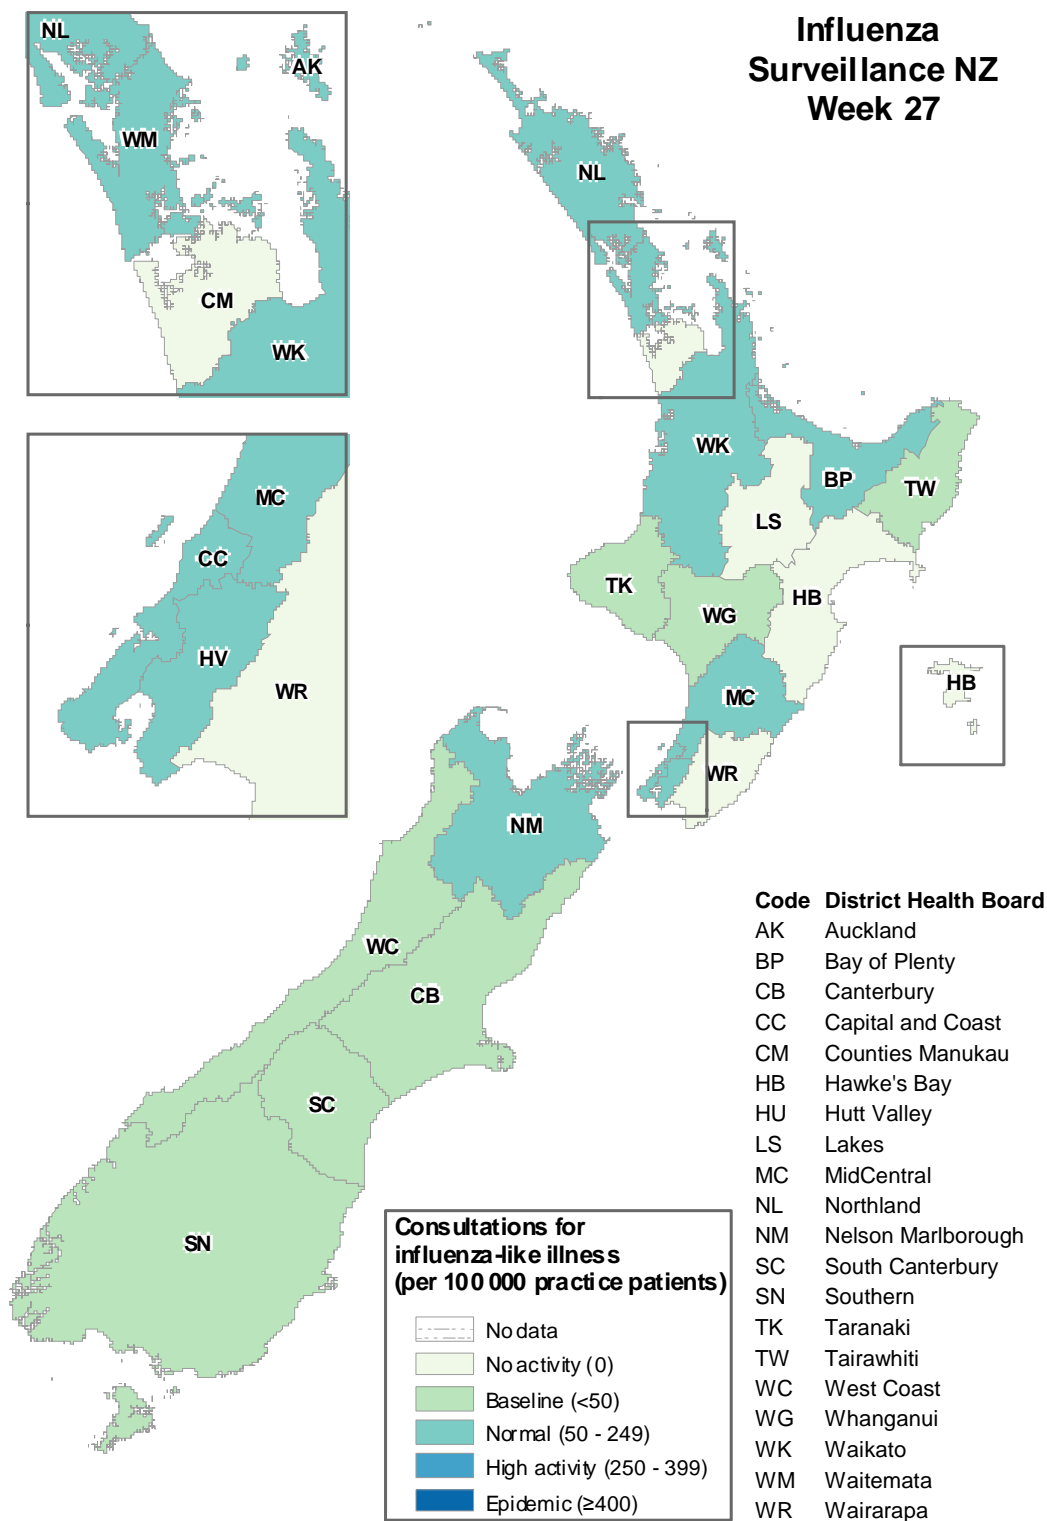 Influenza
Surveillance NZ
Week 27
NL
AK
WM
CM
WK
MC
CC
HV
WR
NL
WK
BP
TW
LS
TK
WG
HB
MC
WR
HB
NM
WC
CB
SC
SN
Consultations for
influenza-like illness
(per 100 000 practice patients)
No data
No activity (0)
Baseline (<50)
Normal (50 - 249)
High activity (250 - 399)
Epidemic (≥400)
Code District Health Board
AK Auckland
BP Bay of Plenty
CB Canterbury
CC Capital and Coast
CM Counties Manukau
HB Hawke's Bay
HU Hutt Valley
LS Lakes
MC MidCentral
NL Northland
NM Nelson Marlborough
SC South Canterbury
SN Southern
TK Taranaki
TW Tairawhiti
WC West Coast
WG Whanganui
WK Waikato
WM Waitemata
WR Wairarapa